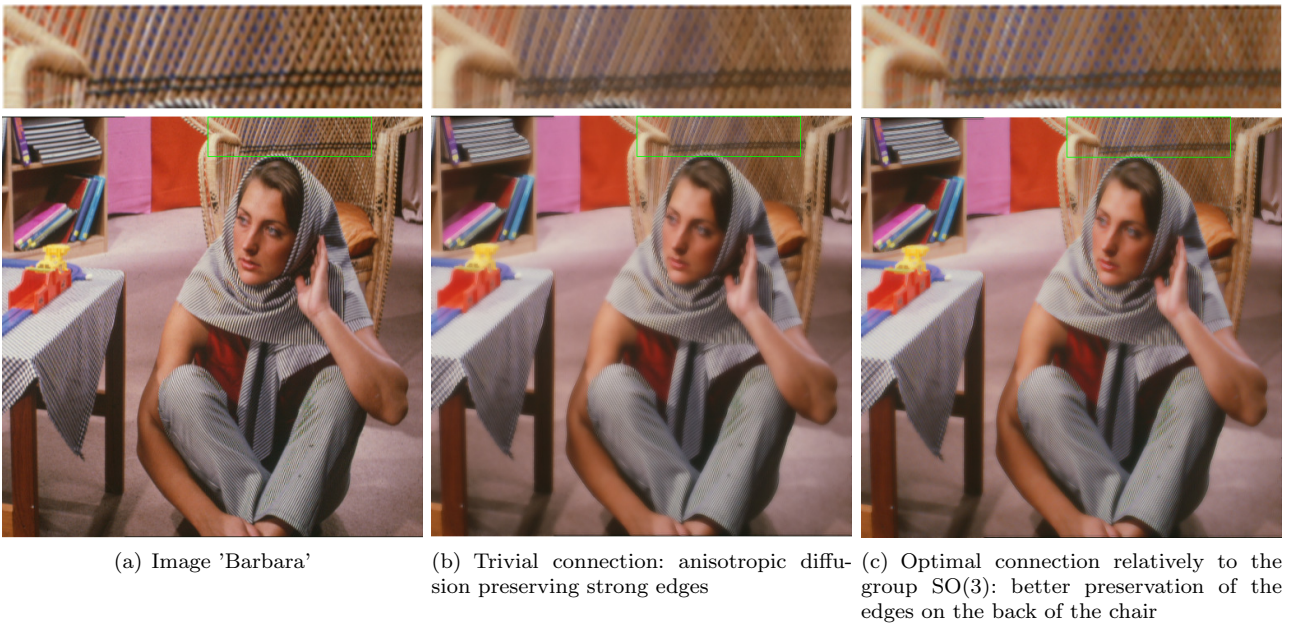 (a) Image 'Barbara'
(b) Trivial connection: anisotropic diffu-
sion preserving strong edges
(c) Optimal connection relatively to the
group SO(3): better preservation of the
edges on the back of the chair